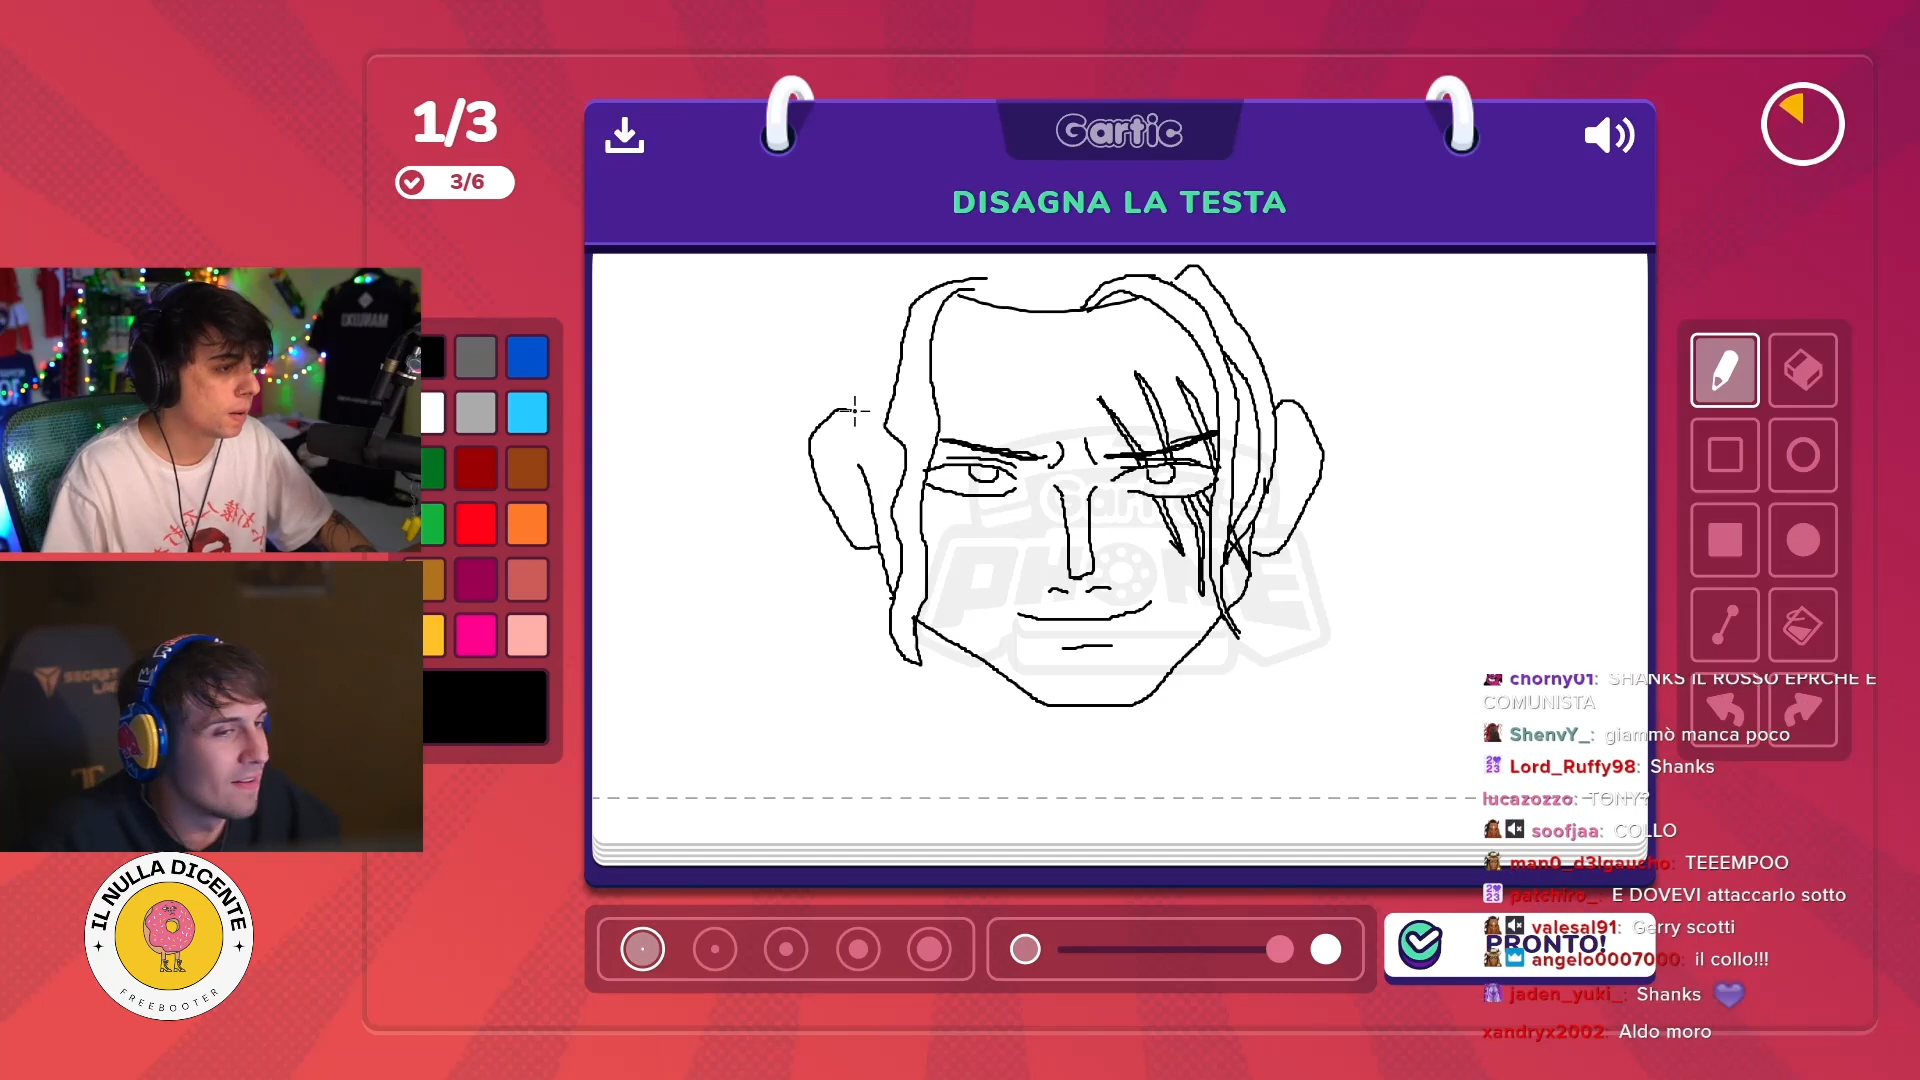 1/3
3/6
Gartic
DISAGNA LA TESTA
Gartic
PHONE
IL NULLA DICENTE
FREEBOOTER
chorny01: SHANKS IL ROSSO EPRCHE E
COMUNISTA
ShenvY_: giammò manca poco
Lord_Ruffy98: Shanks
lucazozzo: TONY?
soofjaa: COLLO
man0_d3lgaucho: TEEEMPOO
patchiro_: E DOVEVI attaccarlo sotto
valesal91: Gerry scotti
PRONTO!
angelo0007000: il collo!!!
jaden_yuki_: Shanks
xandryx2002: Aldo moro